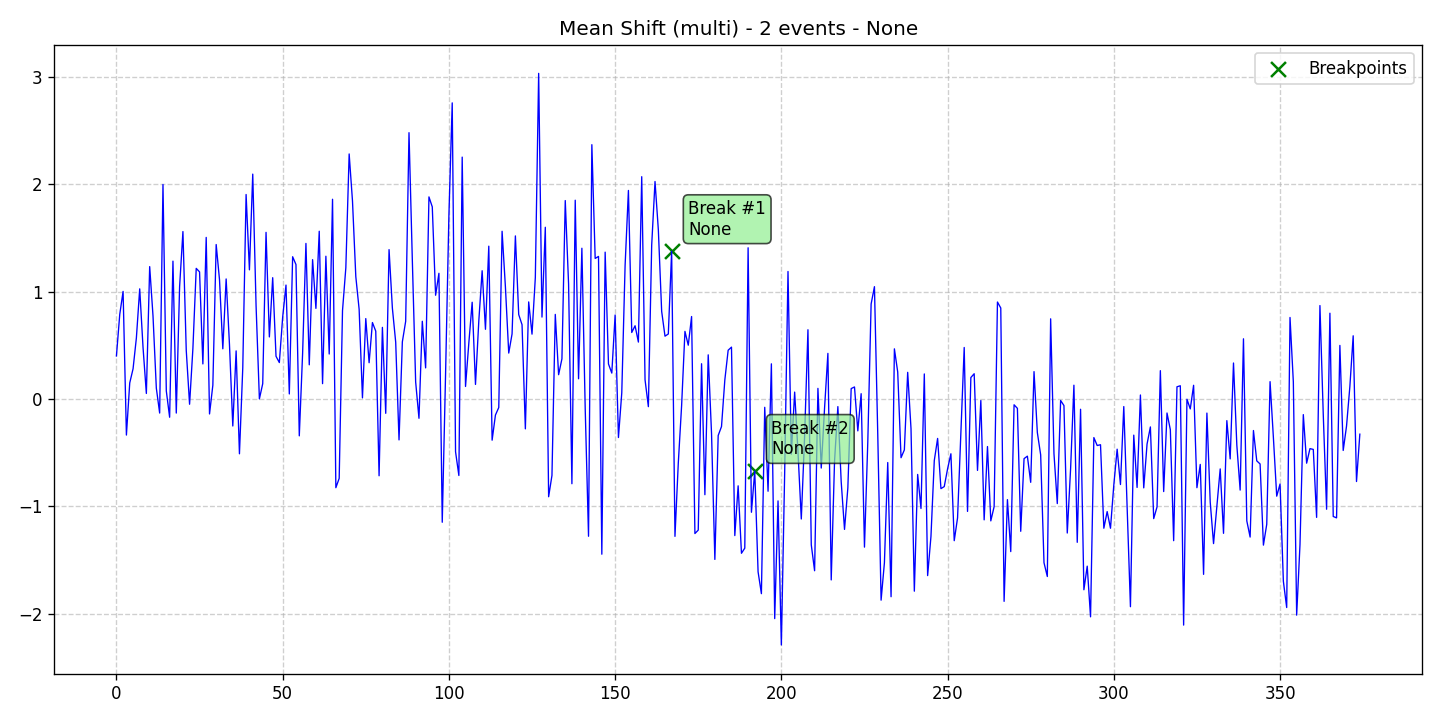 Mean Shift (multi) - 2 events - None
Breakpoints
3
2
1
0
−1
−2
Break #1
None
Break #2
None
0
50
100
150
200
250
300
350